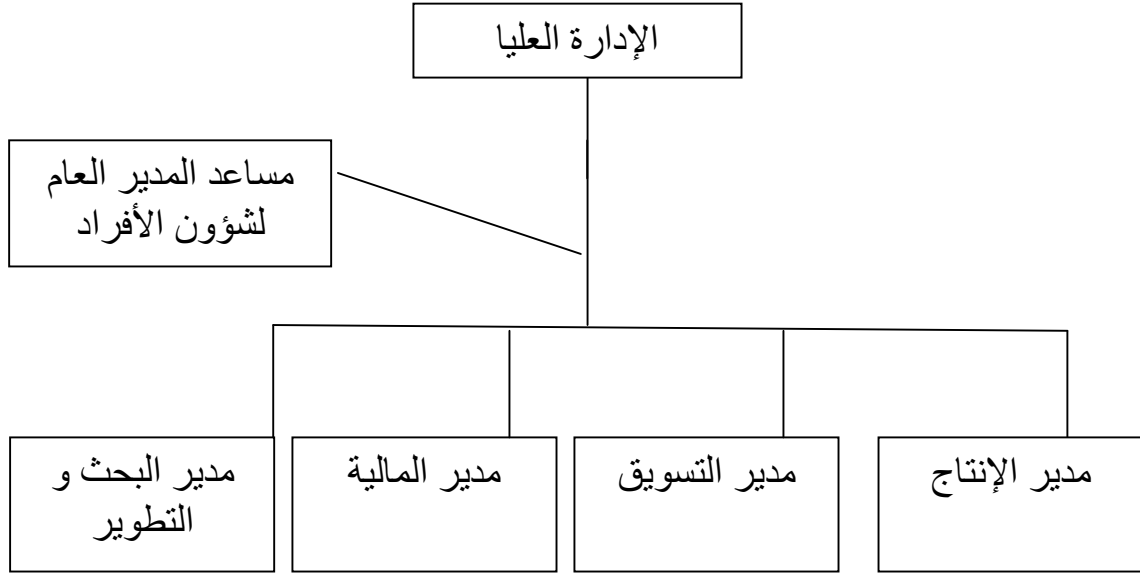 الإدارة العليا
مساعد المدير العام
لشؤون الأفراد
مدير الإنتاج
مدير التسويق
مدير المالية
مدير البحث و
التطوير